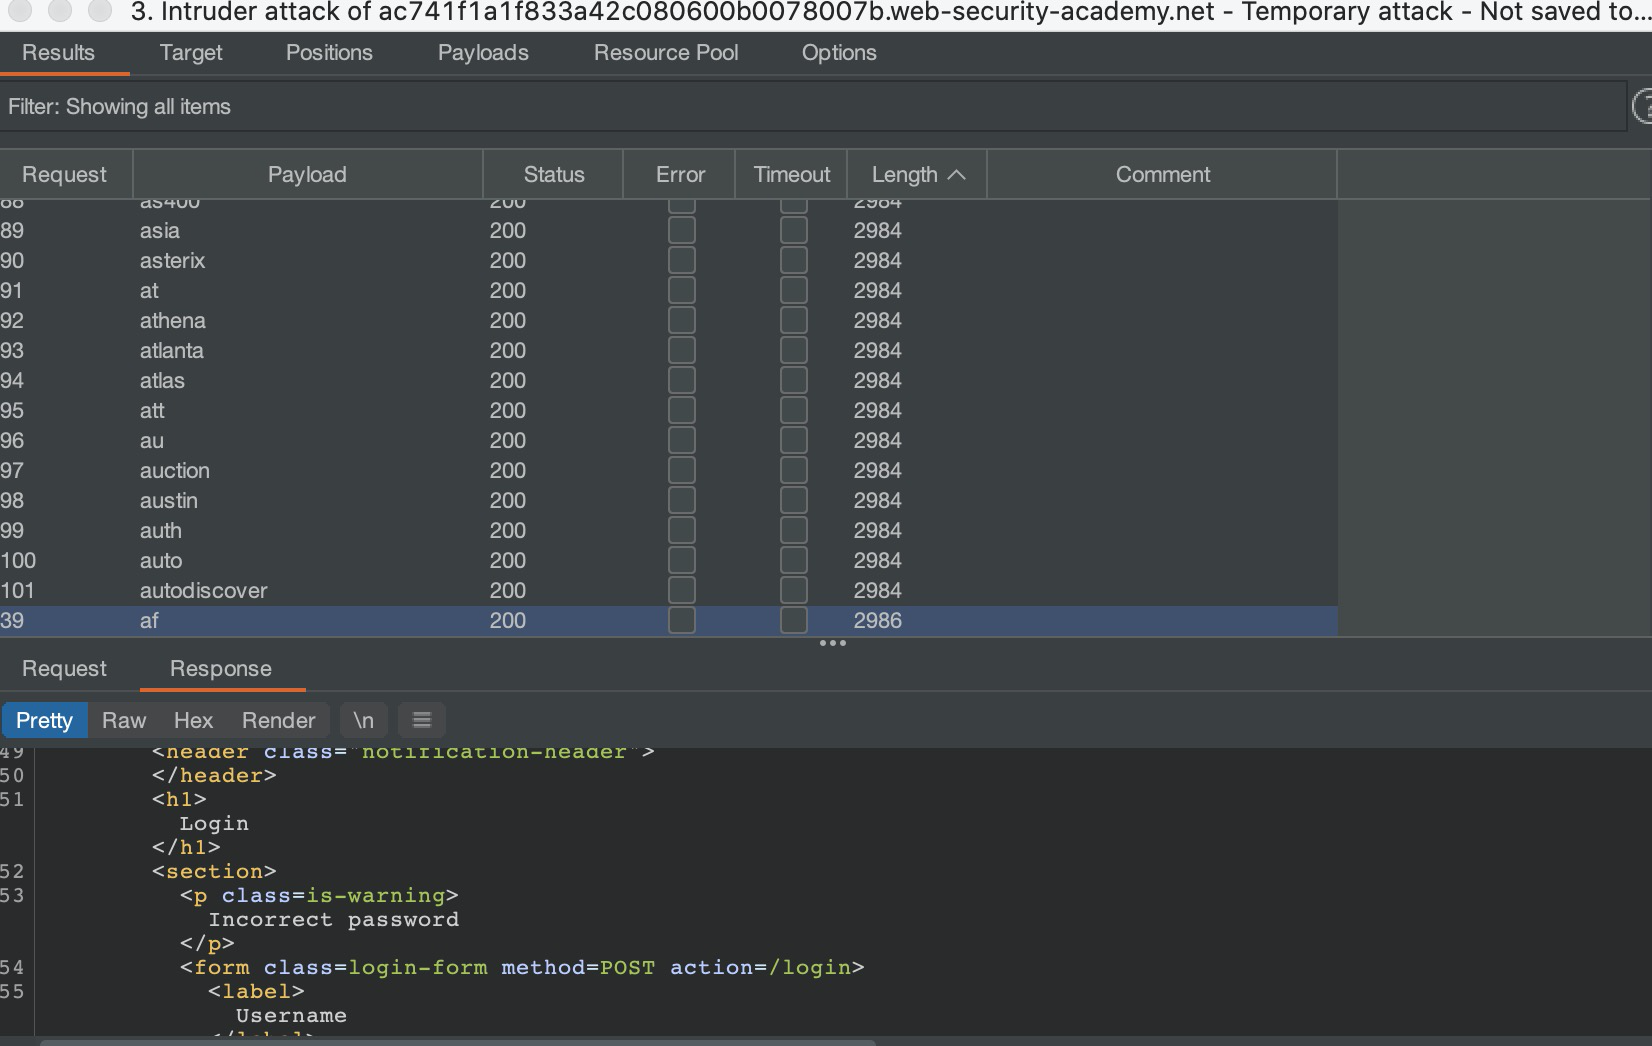 3. Intruder attack of ac741f1a1f833a42c080600b0078007b.web-security-academy.net - Temporary attack - Not saved to...
Results Target Positions Payloads Resource Pool Options
Filter: Showing all items
?
Request Payload Status Error Timeout Length Comment
88 as400 200 2984
89 asia 200 2984
90 asterix 200 2984
91 at 200 2984
92 athena 200 2984
93 atlanta 200 2984
94 atlas 200 2984
95 att 200 2984
96 au 200 2984
97 auction 200 2984
98 austin 200 2984
99 auth 200 2984
100 auto 200 2984
101 autodiscover 200 2984
39 af 200 2986
Request Response
Pretty Raw Hex Render \n
49 <header class="notification-header">
50 </header>
51 <h1>
Login
</h1>
52 <section>
53 <p class=is-warning>
Incorrect password
</p>
54 <form class=login-form method=POST action=/login>
55 <label>
Username
</label>